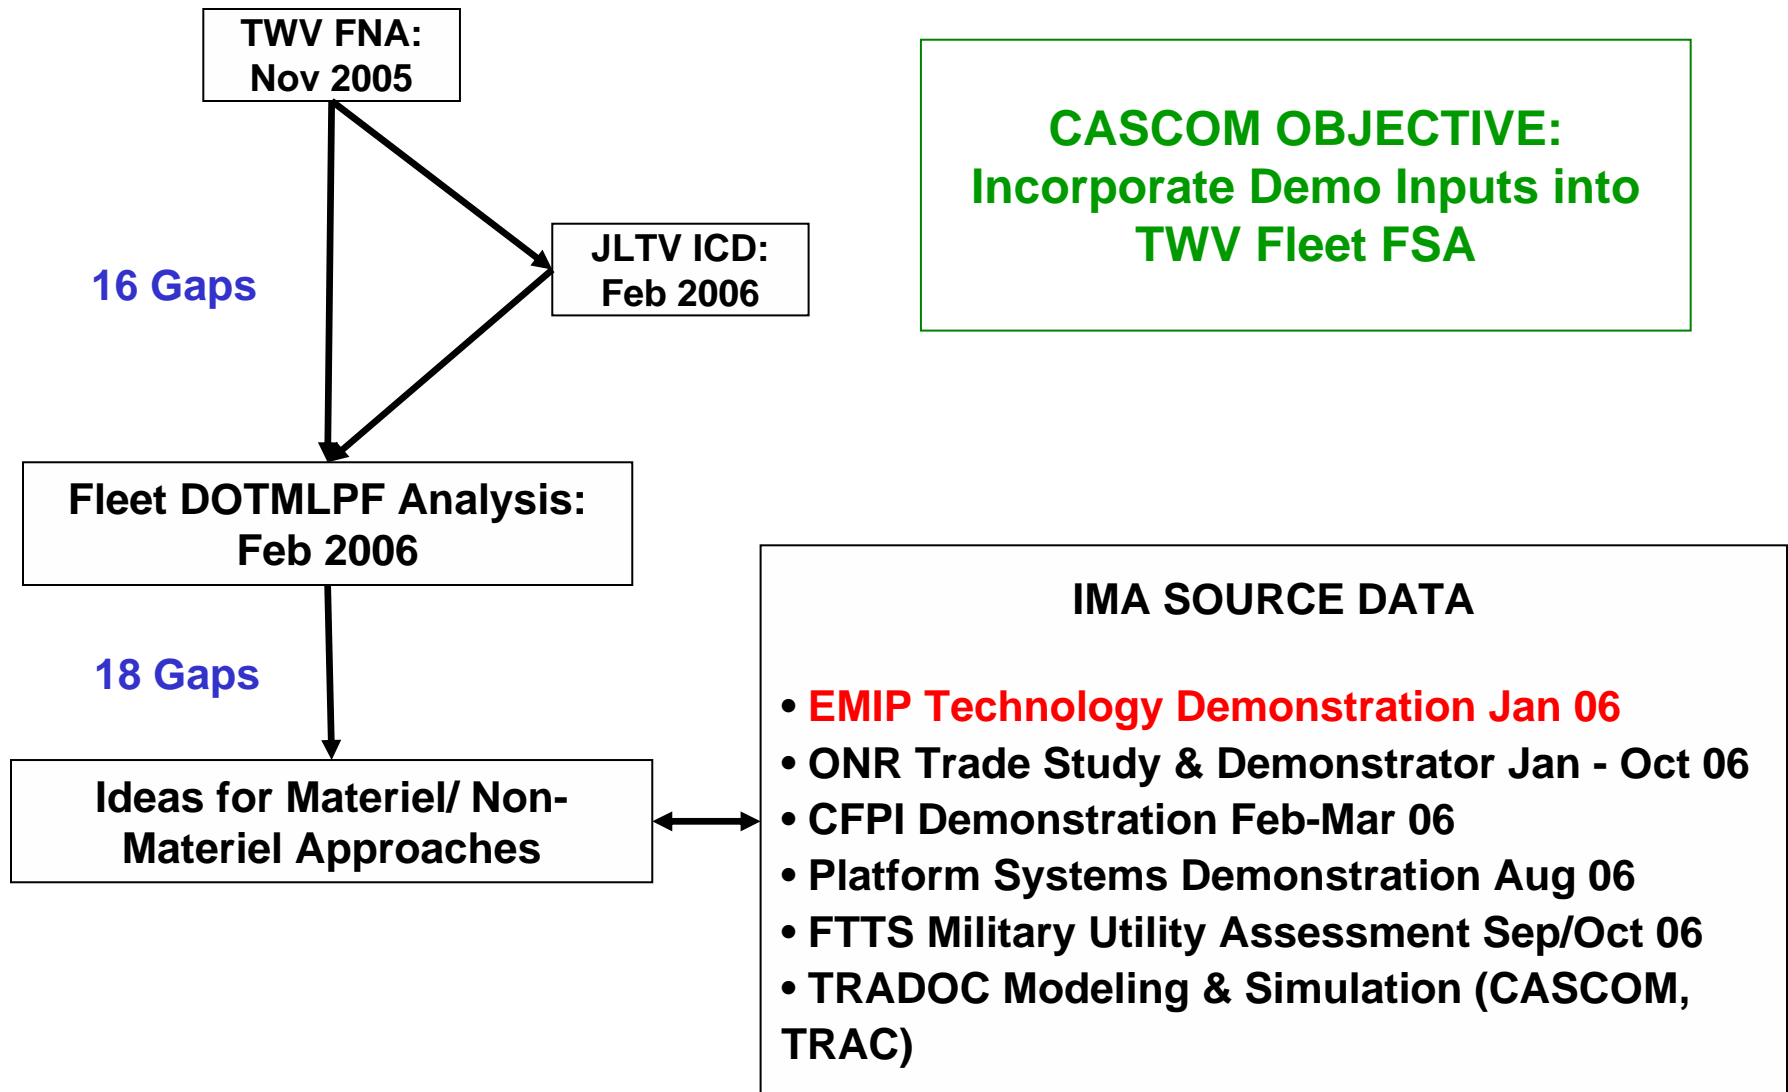 TWV FNA:
Nov 2005
CASCOM OBJECTIVE:
Incorporate Demo Inputs into
TWV Fleet FSA
16 Gaps
JLTV ICD:
Feb 2006
Fleet DOTMLPF Analysis:
Feb 2006
18 Gaps
Ideas for Materiel/ Non-
Materiel Approaches
IMA SOURCE DATA
• EMIP Technology Demonstration Jan 06
• ONR Trade Study & Demonstrator Jan - Oct 06
• CFPI Demonstration Feb-Mar 06
• Platform Systems Demonstration Aug 06
• FTTS Military Utility Assessment Sep/Oct 06
• TRADOC Modeling & Simulation (CASCOM,
TRAC)